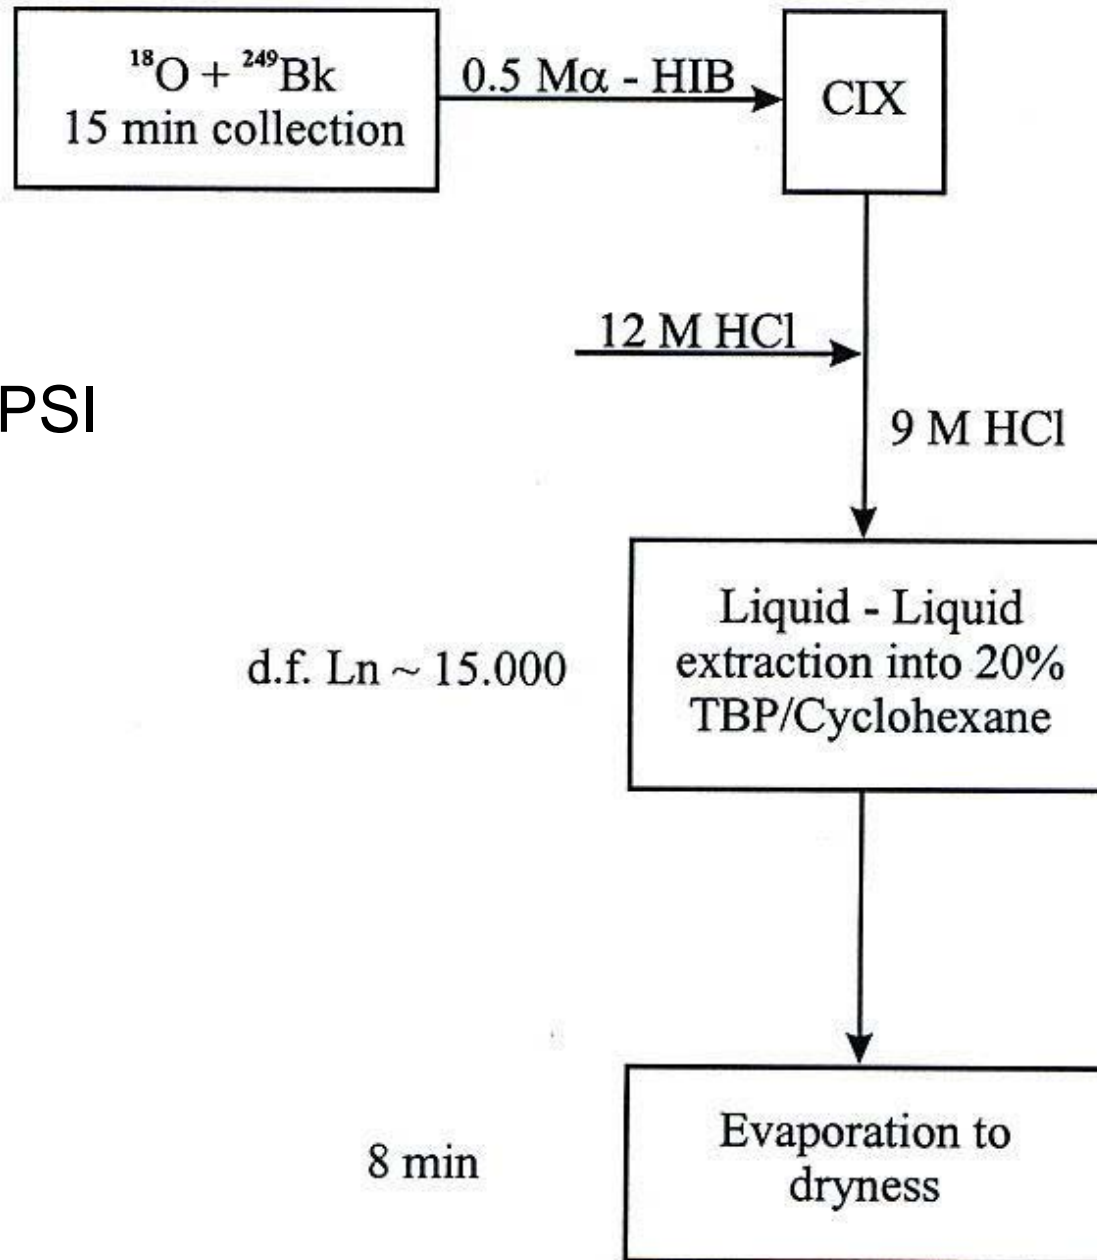 ¹⁸O + ²⁴⁹Bk
15 min collection
0.5 Mα - HIB
CIX
12 M HCl
PSI
9 M HCl
Liquid - Liquid
extraction into 20%
TBP/Cyclohexane
d.f. Ln ~ 15.000
Evaporation to
dryness
8 min